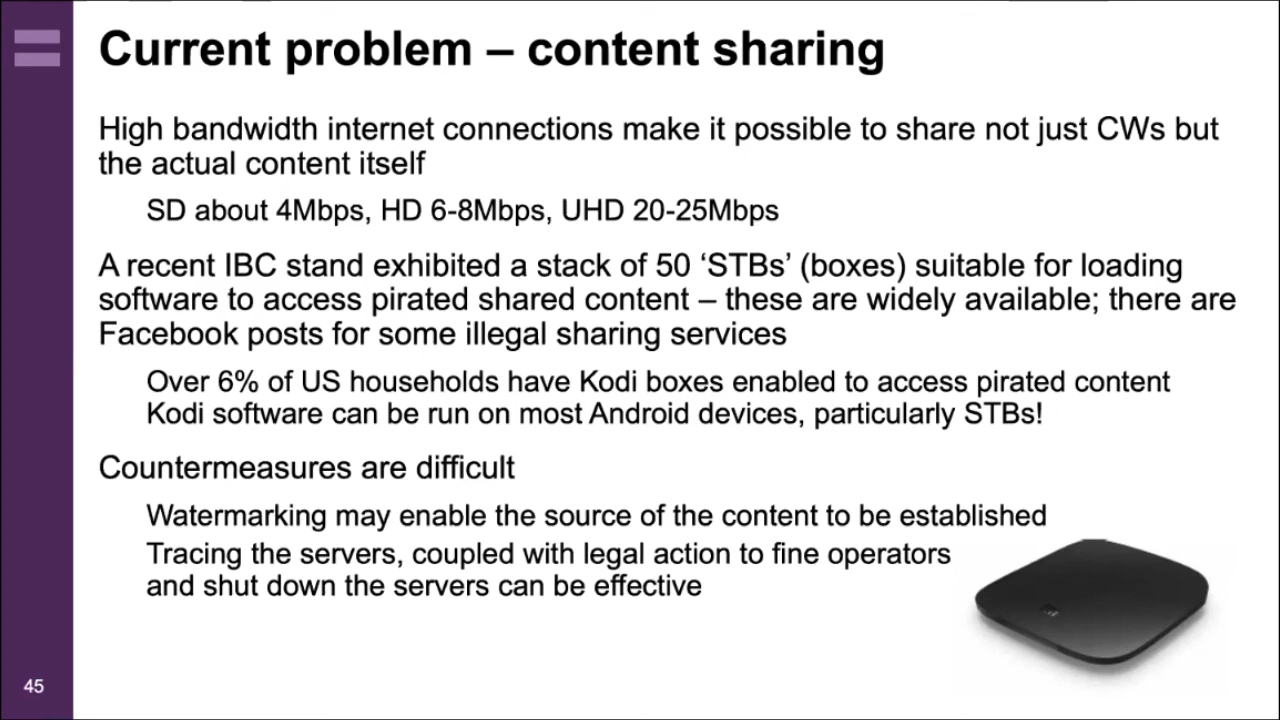 Current problem – content sharing
High bandwidth internet connections make it possible to share not just CWs but
the actual content itself
SD about 4Mbps, HD 6-8Mbps, UHD 20-25Mbps
A recent IBC stand exhibited a stack of 50 ‘STBs’ (boxes) suitable for loading
software to access pirated shared content – these are widely available; there are
Facebook posts for some illegal sharing services
Over 6% of US households have Kodi boxes enabled to access pirated content
Kodi software can be run on most Android devices, particularly STBs!
Countermeasures are difficult
Watermarking may enable the source of the content to be established
Tracing the servers, coupled with legal action to fine operators
and shut down the servers can be effective
45